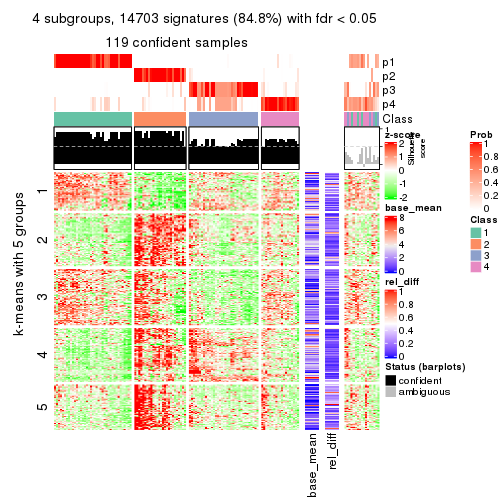 4 subgroups, 14703 signatures (84.8%) with fdr < 0.05
119 confident samples
p1
p2
p3
p4
Class
1
Silhouette
score
k-means with 5 groups
1
2
3
4
5
base_mean
rel_diff
z-score
2
0
-2
base_mean
8
6
4
2
0
rel_diff
1
0.8
0.6
0.4
0.2
0
Status (barplots)
confident
ambiguous
Prob
1
0.8
0.6
0.4
0.2
0
Class
1
2
3
4